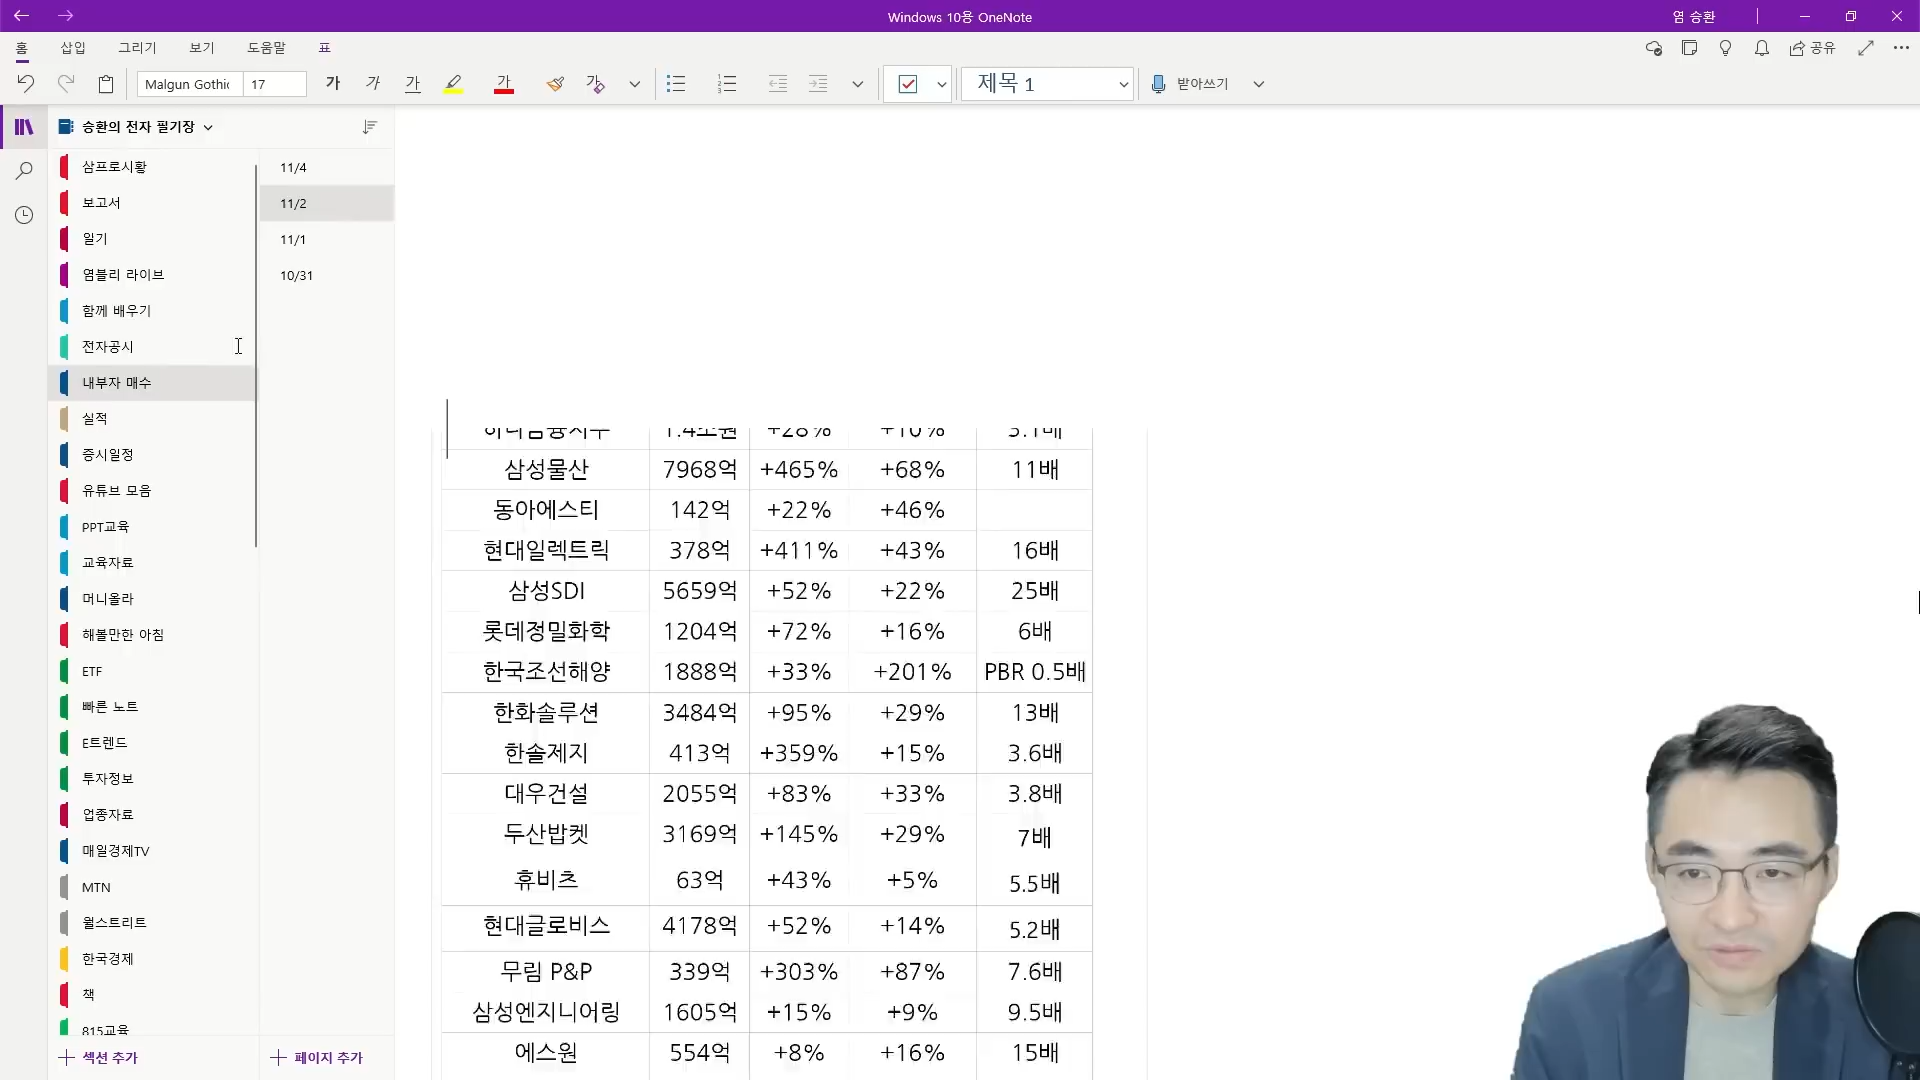 Windows 10용 OneNote
염 승환
홈 삽입 그리기 보기 도움말 표
공유
Malgun Gothic 17 가 가 가 가 제목 1 받아쓰기
승환의 전자 필기장
삼프로시황
보고서
일기
염블리 라이브
함께 배우기
전자공시
내부자 매수
실적
증시일정
유튜브 모음
PPT교육
교육자료
머니올라
해볼만한 아침
ETF
빠른 노트
E트렌드
투자정보
업종자료
매일경제TV
MTN
월스트리트
한국경제
책
815교육
섹션 추가
11/4
11/2
11/1
10/31
페이지 추가
하나금융지주 1.4조원 +28% +10% 3.1배
삼성물산 7968억 +465% +68% 11배
동아에스티 142억 +22% +46%
현대일렉트릭 378억 +411% +43% 16배
삼성SDI 5659억 +52% +22% 25배
롯데정밀화학 1204억 +72% +16% 6배
한국조선해양 1888억 +33% +201% PBR 0.5배
한화솔루션 3484억 +95% +29% 13배
한솔제지 413억 +359% +15% 3.6배
대우건설 2055억 +83% +33% 3.8배
두산밥켓 3169억 +145% +29% 7배
휴비츠 63억 +43% +5% 5.5배
현대글로비스 4178억 +52% +14% 5.2배
무림 P&P 339억 +303% +87% 7.6배
삼성엔지니어링 1605억 +15% +9% 9.5배
에스원 554억 +8% +16% 15배